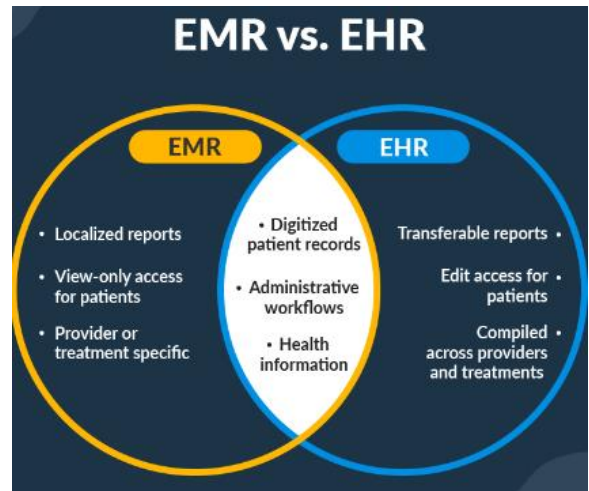 EMR vs. EHR
EMR
• Localized reports
• View-only access
for patients
• Provider or
treatment specific
• Digitized
patient records
• Administrative
workflows
• Health
information
EHR
Transferable reports •
Edit access for •
patients
Compiled •
across providers
and treatments